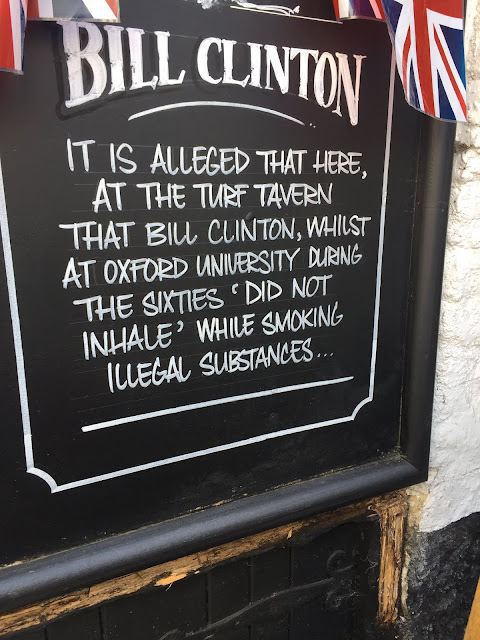 BILL CLINTON
IT IS ALLEGED THAT HERE,
AT THE TURF TAVERN
THAT BILL CLINTON, WHILST
AT OXFORD UNIVERSITY DURING
THE SIXTIES 'DID NOT
INHALE' WHILE SMOKING
ILLEGAL SUBSTANCES...